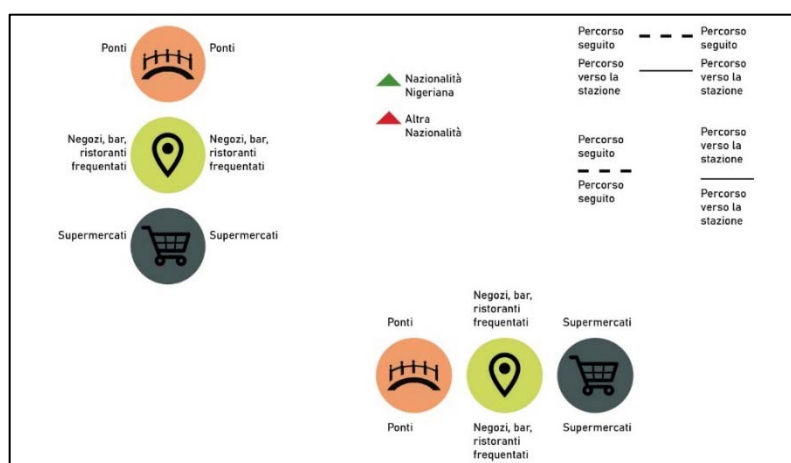 Ponti
Ponti
Negozi, bar,
ristoranti
frequentati
Negozi, bar,
ristoranti
frequentati
Supermercati
Supermercati
Nazionalità
Nigeriana
Altra
Nazionalità
Percorso
seguito
Percorso
seguito
Percorso
verso la
stazione
Percorso
verso la
stazione
Percorso
seguito
Percorso
seguito
Percorso
verso la
stazione
Percorso
verso la
stazione
Ponti
Negozi, bar,
ristoranti
frequentati
Supermercati
Ponti
Negozi, bar,
ristoranti
frequentati
Supermercati